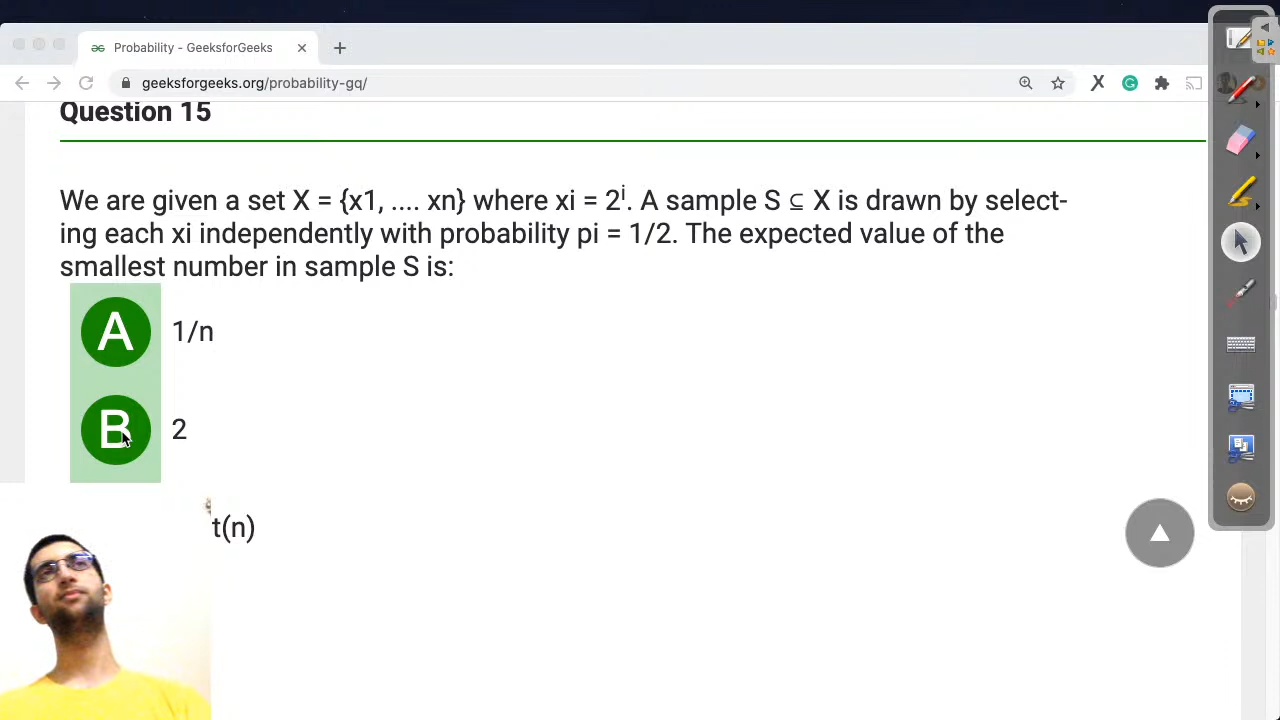 Probability - GeeksforGeeks
geeksforgeeks.org/probability-gq/
Question 15
We are given a set X = {x1, .... xn} where xi = 2ⁱ. A sample S ⊆ X is drawn by select-
ing each xi independently with probability pi = 1/2. The expected value of the
smallest number in sample S is:
A 1/n
B 2
t(n)